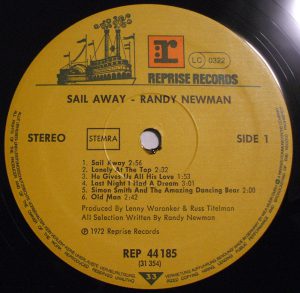 r
LC 0322
REPRISE RECORDS
SAIL AWAY - RANDY NEWMAN
STEREO
STEMRA
SIDE 1
1. Sail Away 2:56
2. Lonely At The Top 2:32
3. He Gives Us All His Love 1:53
4. Last Night I Had A Dream 3:01
5. Simon Smith And The Amazing Dancing Bear 2:00
6. Old Man 2:42
Produced By Lenny Waronker & Russ Titelman
All Selection Written By Randy Newman
℗ 1972 Reprise Records
REP 44 185
(31 354)
33